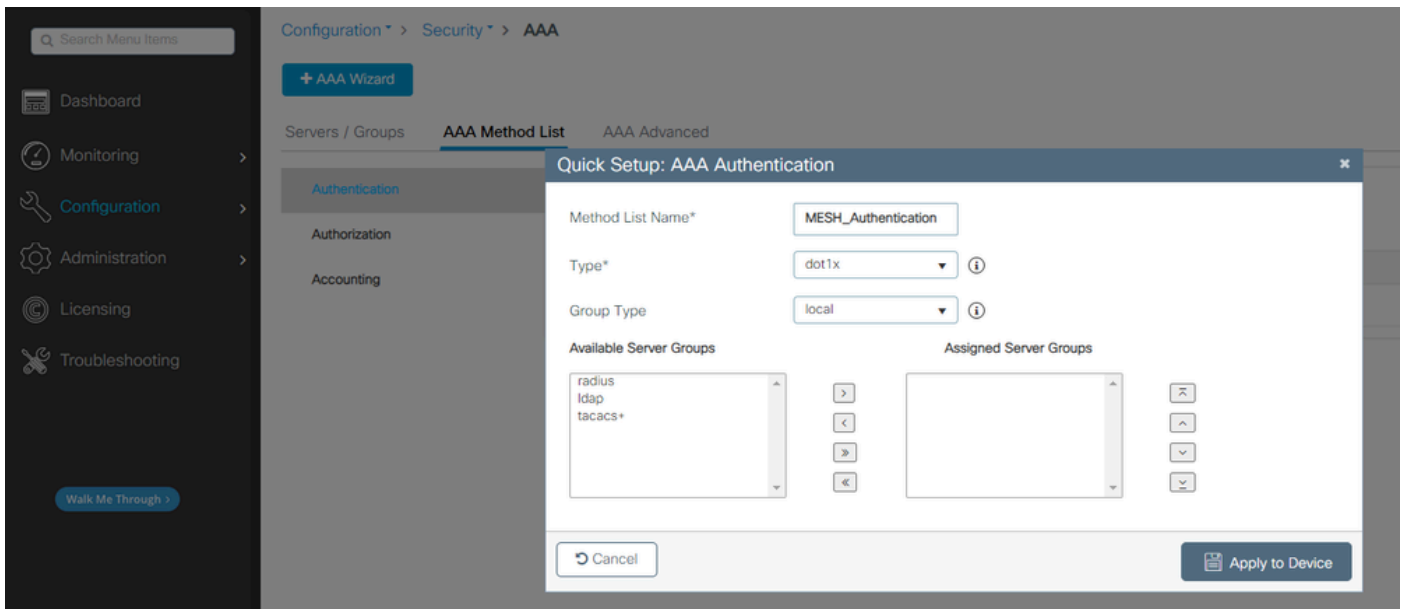 Search Menu Items
Dashboard
Monitoring
Configuration
Administration
Licensing
Troubleshooting
Walk Me Through >
Configuration > Security > AAA
+ AAA Wizard
Servers / Groups AAA Method List AAA Advanced
Authentication
Authorization
Accounting
Quick Setup: AAA Authentication
Method List Name* MESH_Authentication
Type* dot1x
Group Type local
Available Server Groups Assigned Server Groups
radius
ldap
tacacs+
Cancel Apply to Device